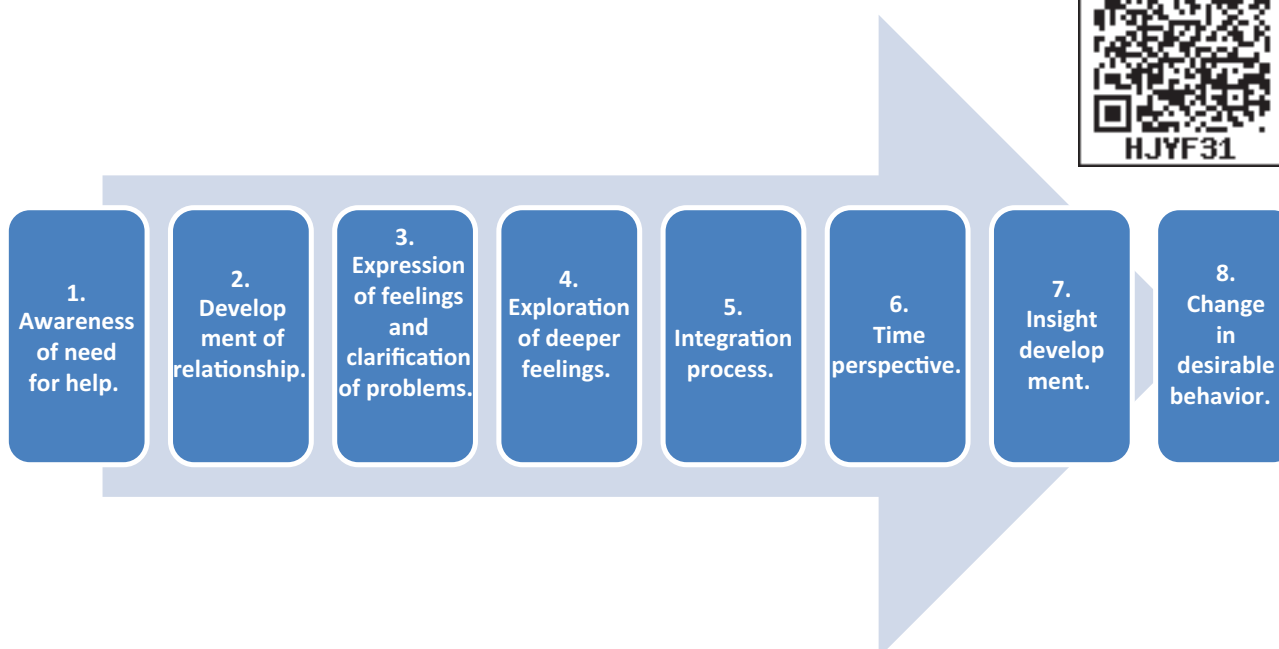 HJYF31
1.
Awareness
of need
for help.
2.
Develop
ment of
relationship.
3.
Expression
of feelings
and
clarification
of problems.
4.
Exploration
of deeper
feelings.
5.
Integration
process.
6.
Time
perspective.
7.
Insight
develop
ment.
8.
Change
in
desirable
behavior.